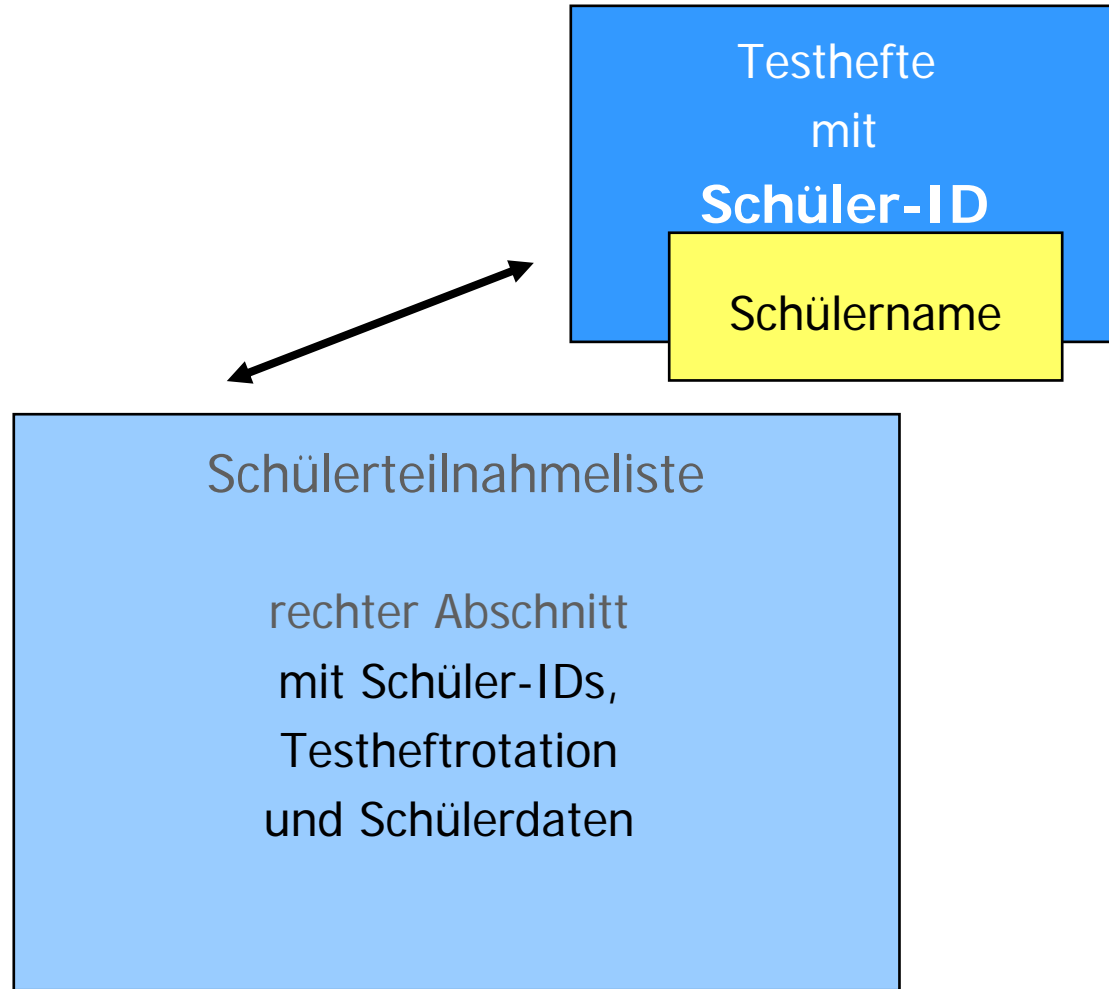 Testhefte
mit
Schüler-ID
Schülername
Schülerteilnahmeliste
rechter Abschnitt
mit Schüler-IDs,
Testheftrotation
und Schülerdaten